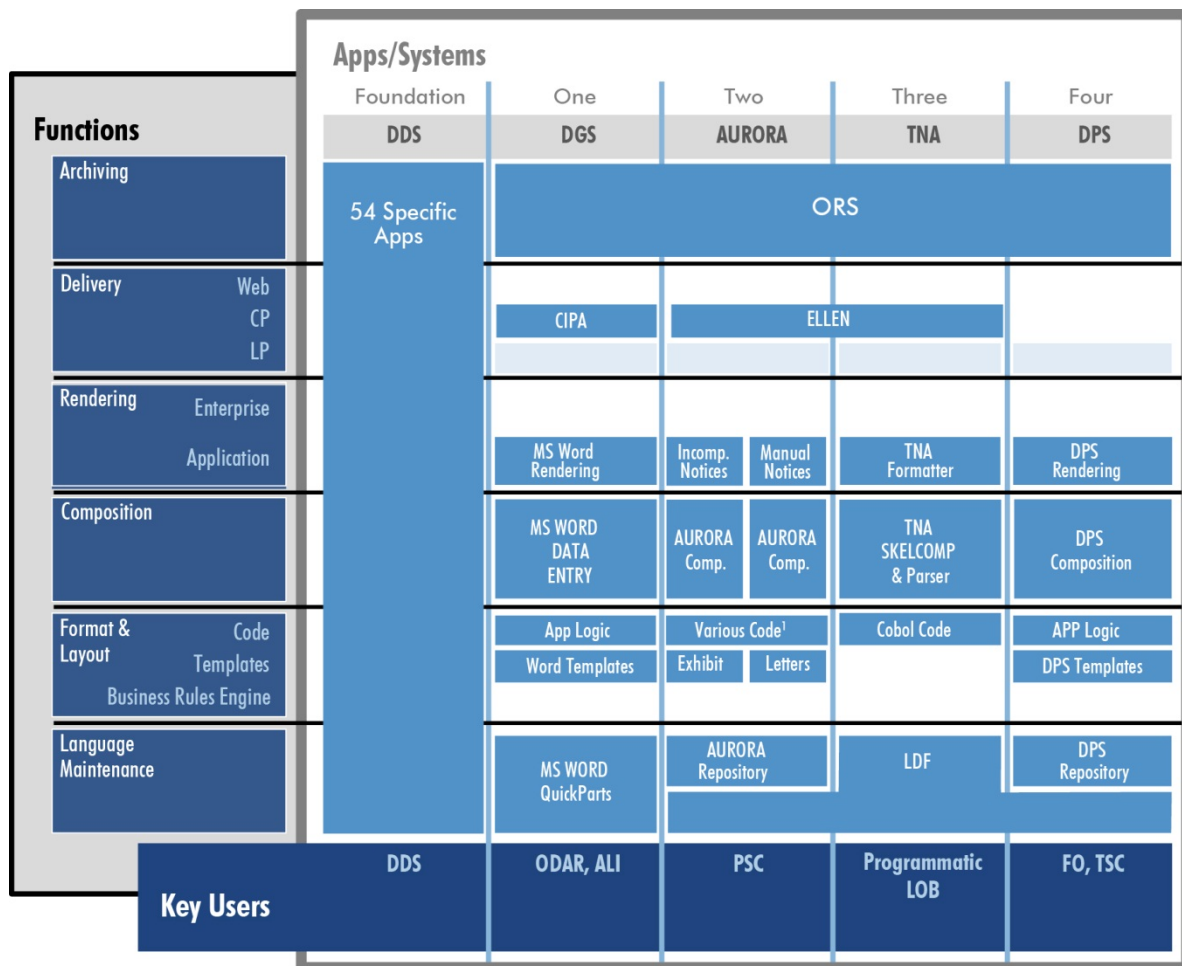 Apps/Systems
Foundation One Two Three Four
Functions
DDS DGS AURORA TNA DPS
Archiving
54 Specific
Apps
ORS
Delivery Web
CP
LP
CIPA ELLEN
Rendering Enterprise
Application
MS Word
Rendering
Incomp.
Notices
Manual
Notices
TNA
Formatter
DPS
Rendering
Composition
MS WORD
DATA
ENTRY
AURORA
Comp.
AURORA
Comp.
TNA
SKELCOMP
& Parser
DPS
Composition
Format &
Layout
Code
Templates
Business Rules Engine
App Logic Various Code¹ Cobol Code APP Logic
Word Templates Exhibit Letters DPS Templates
Language
Maintenance
MS WORD
QuickParts
AURORA
Repository
LDF
DPS
Repository
Key Users
DDS
ODAR, ALI
PSC
Programmatic
LOB
FO, TSC